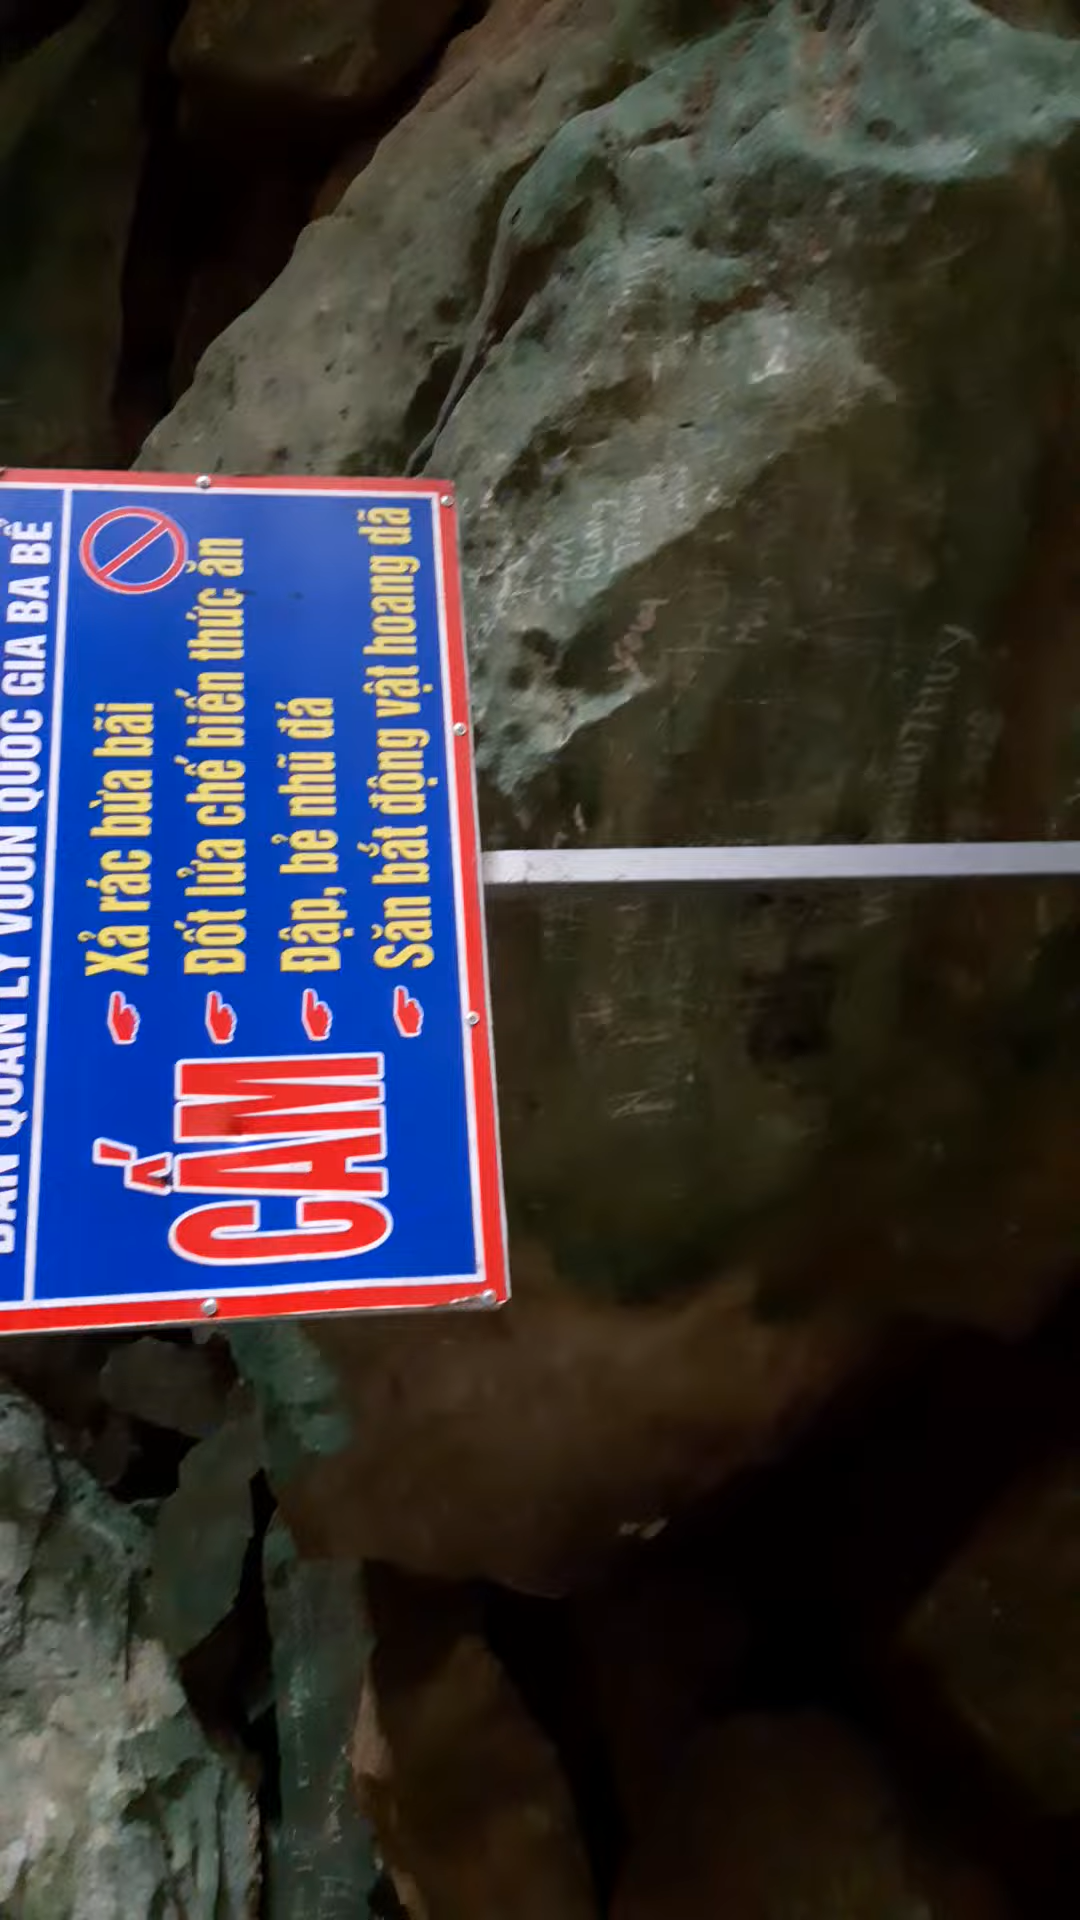 BAN QUẢN LÝ VƯỜN QUỐC GIA BA BỂ
CẤM
Xả rác bừa bãi
Đốt lửa chế biến thức ăn
Đập, bẻ nhũ đá
Săn bắt động vật hoang dã